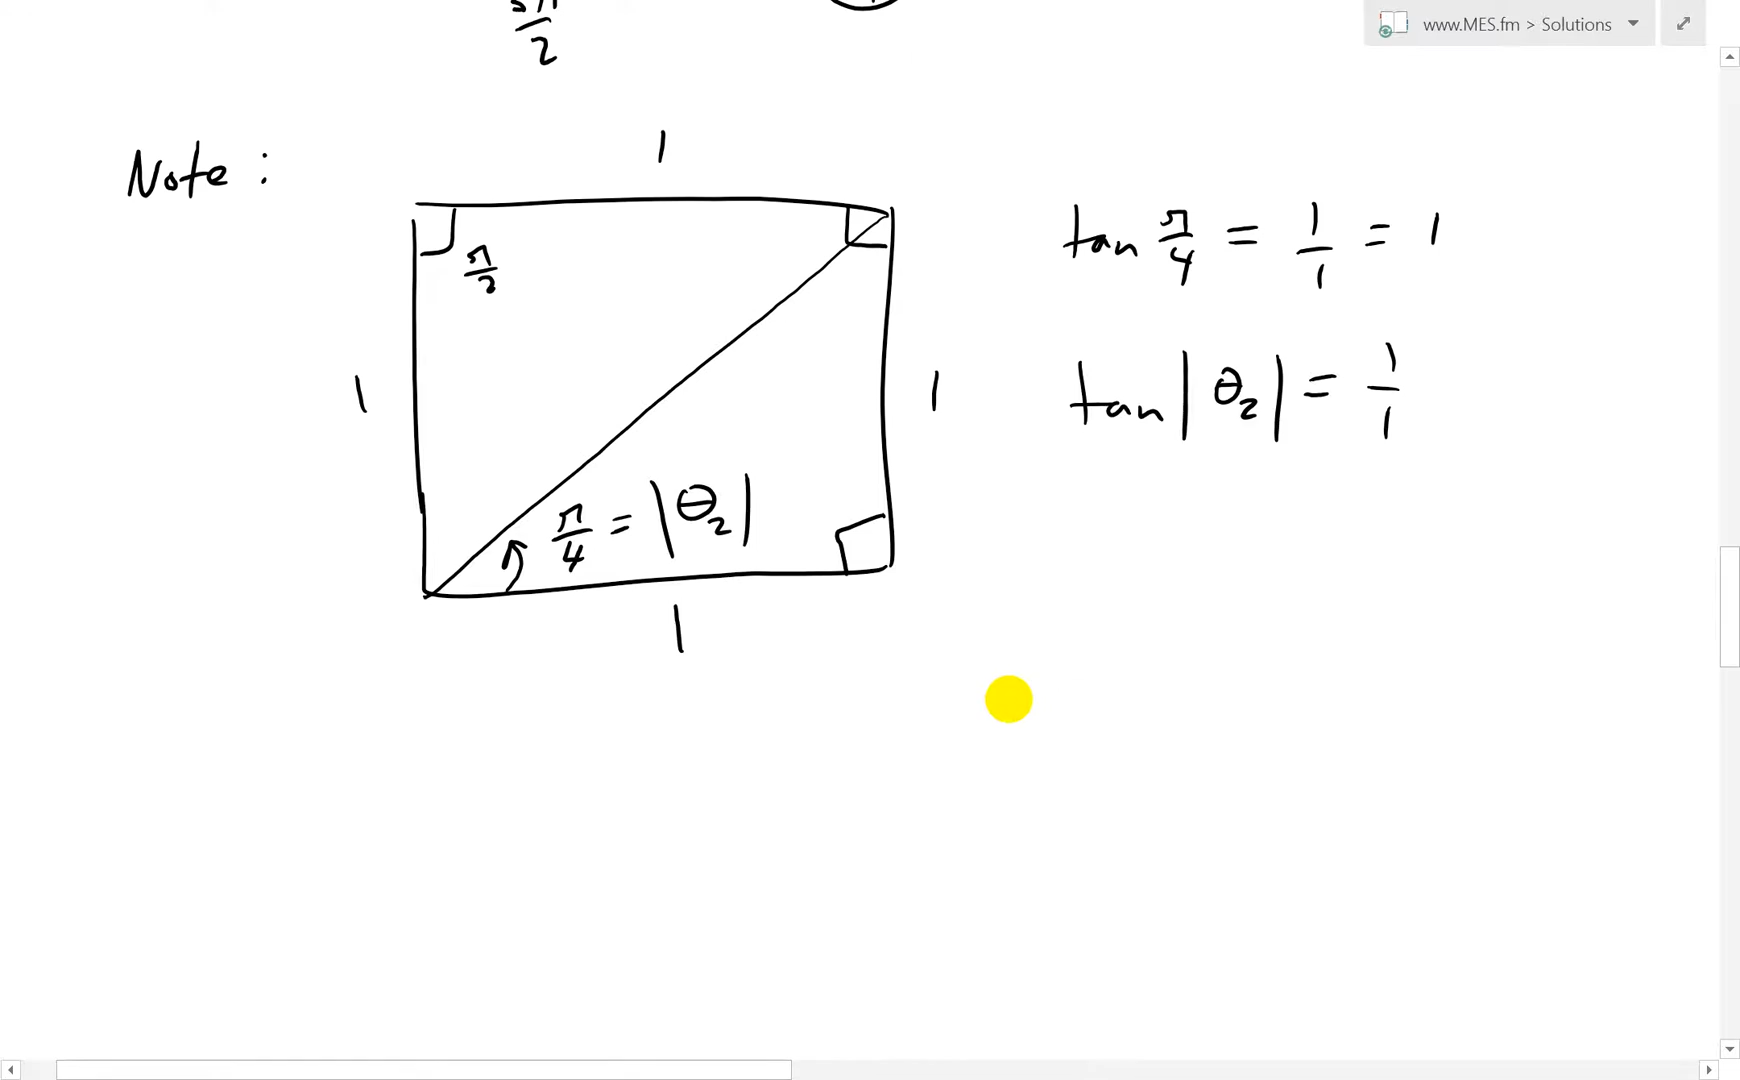 www.MES.fm > Solutions
2
1
Note :
π/2
tan π/4 = 1/1 = 1
1
1
tan|θ₂| = 1/1
π/4 = |θ₂|
1